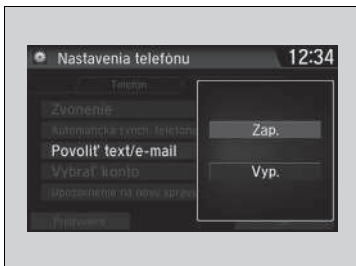 Nastavenia telefónu
12:34
Telefón
Zvonenie
Automatická synch. telefónu
Povoliť text/e-mail
Vybrať konto
Upozornenie na novú správu
Zap.
Vyp.